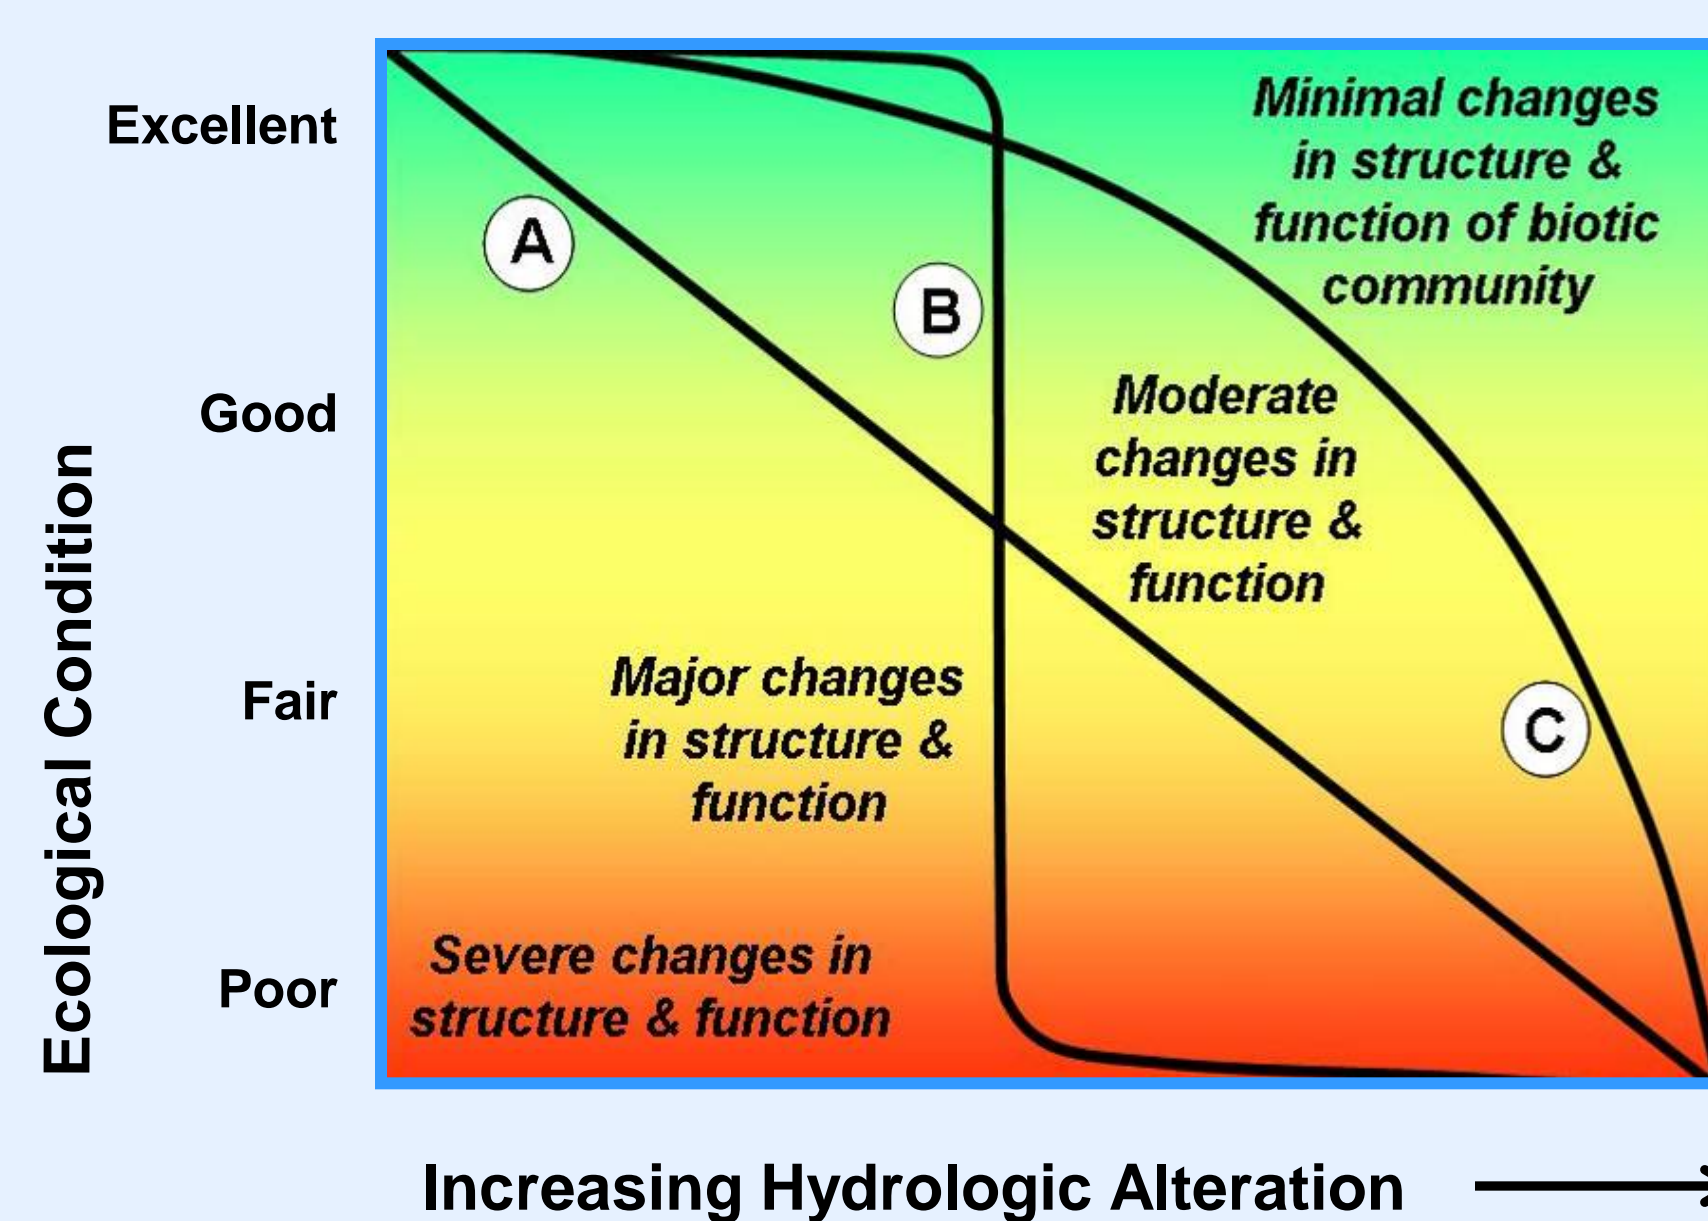 Excellent
Good
Fair
Poor
Ecological Condition
A
B
C
Minimal changes
in structure &
function of biotic
community
Moderate
changes in
structure &
function
Major changes
in structure &
function
Severe changes in
structure & function
Increasing Hydrologic Alteration